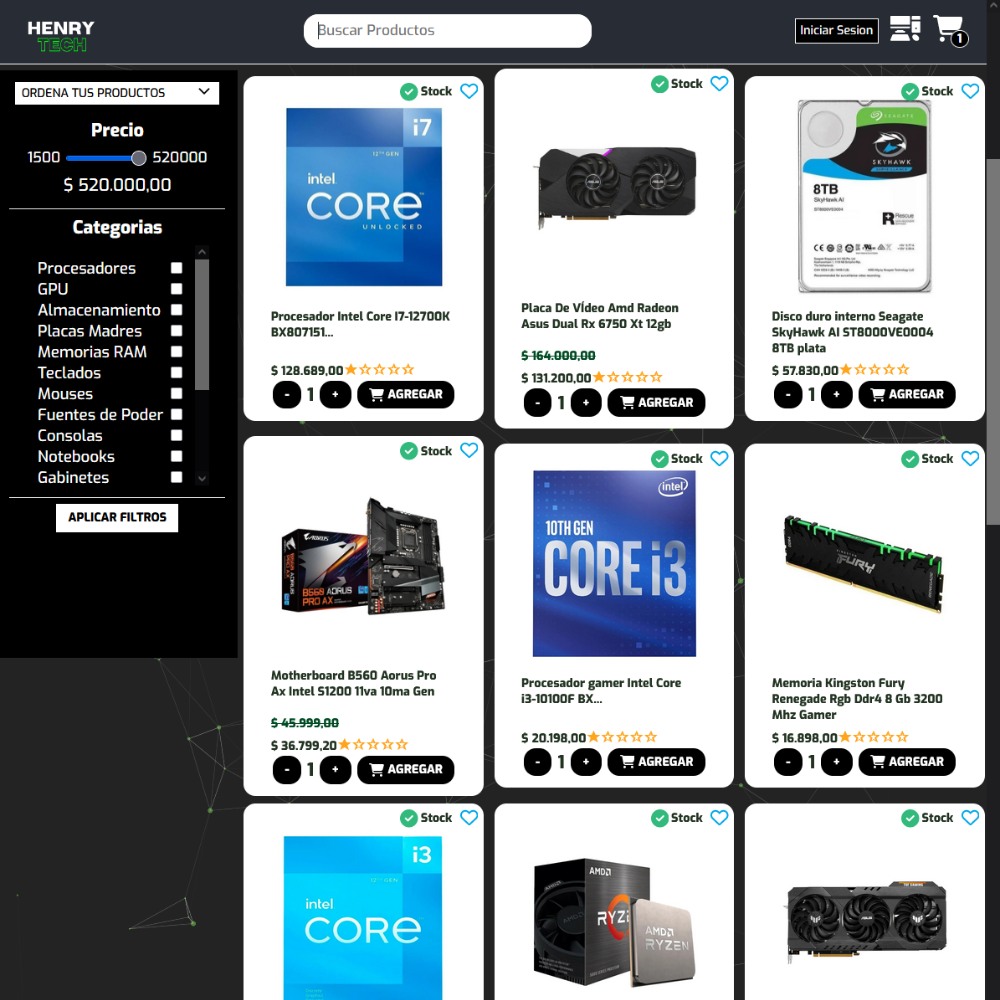 HENRY
TECH
Buscar Productos
Iniciar Sesion
1
ORDENA TUS PRODUCTOS
Precio
1500 520000
$ 520.000,00
Categorias
Procesadores
GPU
Almacenamiento
Placas Madres
Memorias RAM
Teclados
Mouses
Fuentes de Poder
Consolas
Notebooks
Gabinetes
APLICAR FILTROS
Stock
i7
12TH GEN
intel.
CORE
UNLOCKED
Procesador Intel Core I7-12700K
BX807151...
$ 128.689,00
- 1 + AGREGAR
Stock
Placa De Vídeo Amd Radeon
Asus Dual Rx 6750 Xt 12gb
$ 164.000,00
$ 131.200,00
- 1 + AGREGAR
Stock
SEAGATE
SKYHAWK
8TB
SkyHawk AI
Rescue
Disco duro interno Seagate
SkyHawk AI ST8000VE0004
8TB plata
$ 57.830,00
- 1 + AGREGAR
Stock
AORUS
B560 AORUS
PRO AX
Motherboard B560 Aorus Pro
Ax Intel S1200 11va 10ma Gen
$ 45.999,00
$ 36.799,20
- 1 + AGREGAR
Stock
intel
10TH GEN
CORE i3
Procesador gamer Intel Core
i3-10100F BX...
$ 20.198,00
- 1 + AGREGAR
Stock
FURY
Memoria Kingston Fury
Renegade Rgb Ddr4 8 Gb 3200
Mhz Gamer
$ 16.898,00
- 1 + AGREGAR
Stock
i3
12TH GEN
intel
CORE
Stock
AMD
RYZE
AMD
RYZEN
Stock